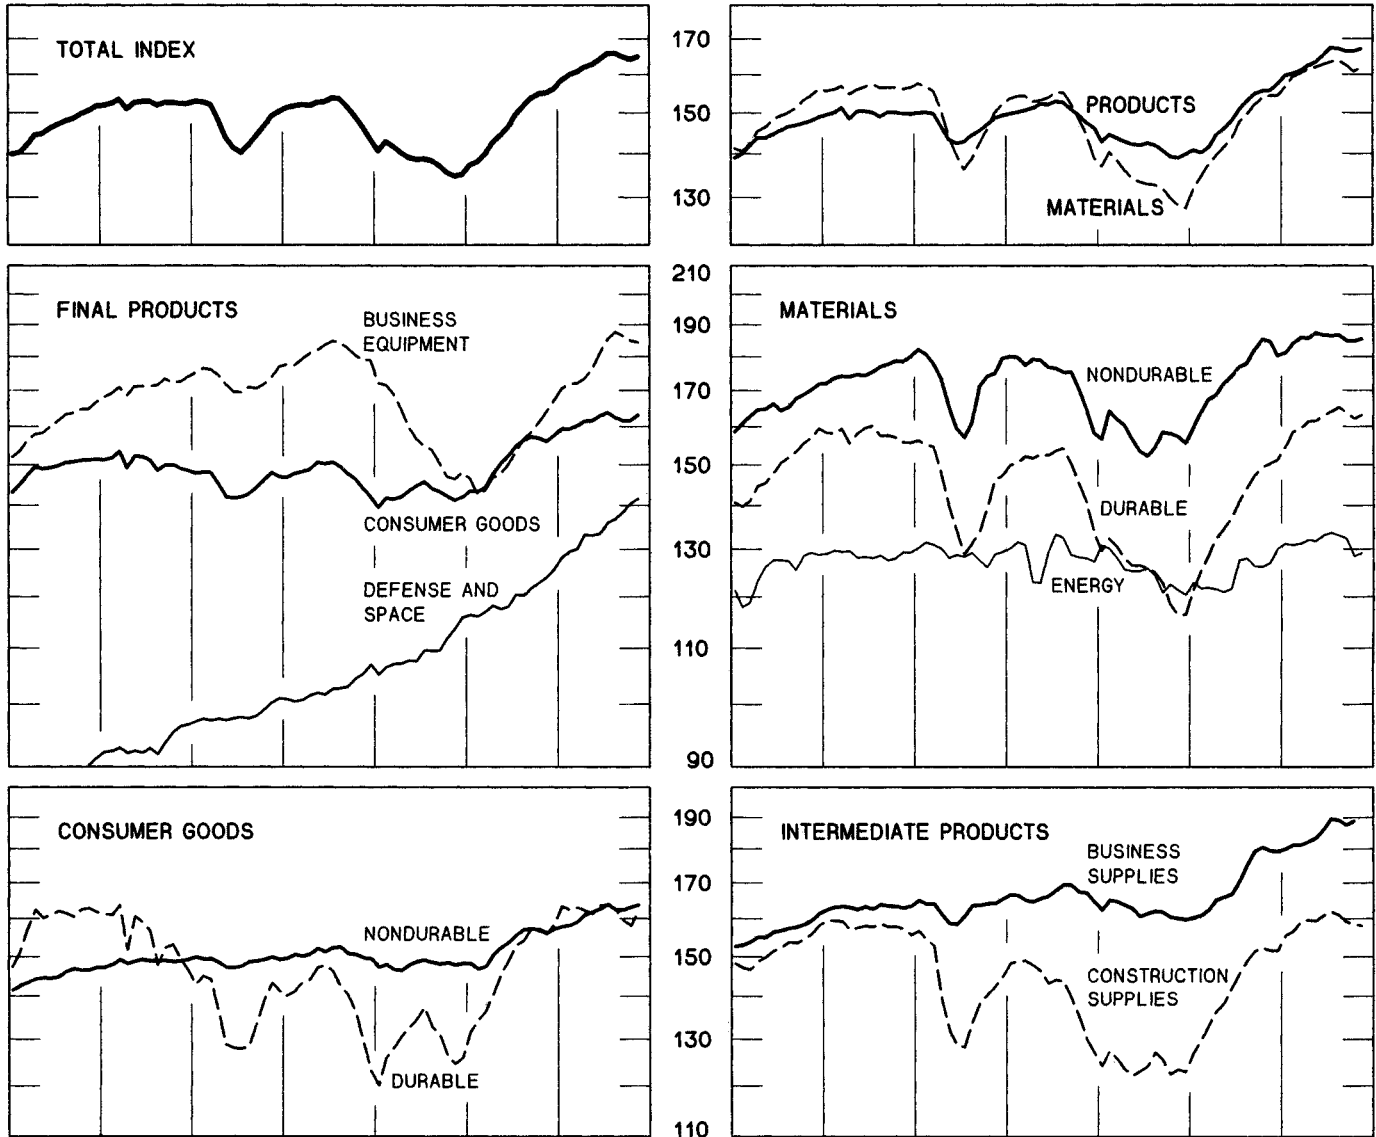 TOTAL INDEX
170
150
130
PRODUCTS
MATERIALS
FINAL PRODUCTS
BUSINESS
EQUIPMENT
CONSUMER GOODS
DEFENSE AND
SPACE
210
190
170
150
130
110
90
MATERIALS
NONDURABLE
DURABLE
ENERGY
CONSUMER GOODS
NONDURABLE
DURABLE
190
170
150
130
110
INTERMEDIATE PRODUCTS
BUSINESS
SUPPLIES
CONSTRUCTION
SUPPLIES